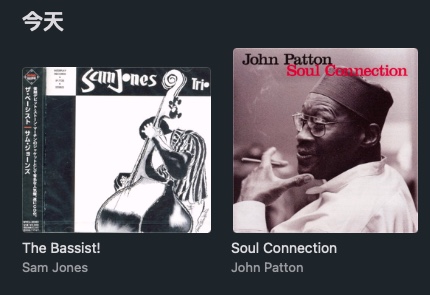 今天
Sam Jones Trio
ザ・ベーシスト! サム・ジョーンズ
John Patton
Soul Connection
The Bassist!
Sam Jones
Soul Connection
John Patton